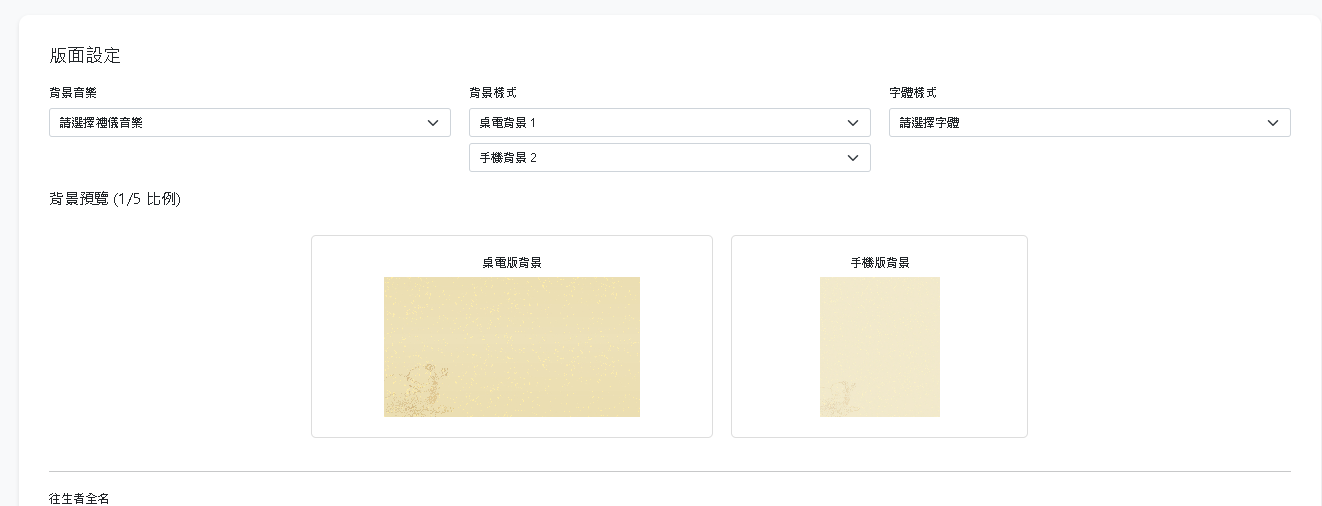 版面設定
背景音樂
背景樣式
字體樣式
請選擇禮儀音樂
桌電背景 1
請選擇字體
手機背景 2
背景預覽 (1/5 比例)
桌電版背景
手機版背景
往生者全名